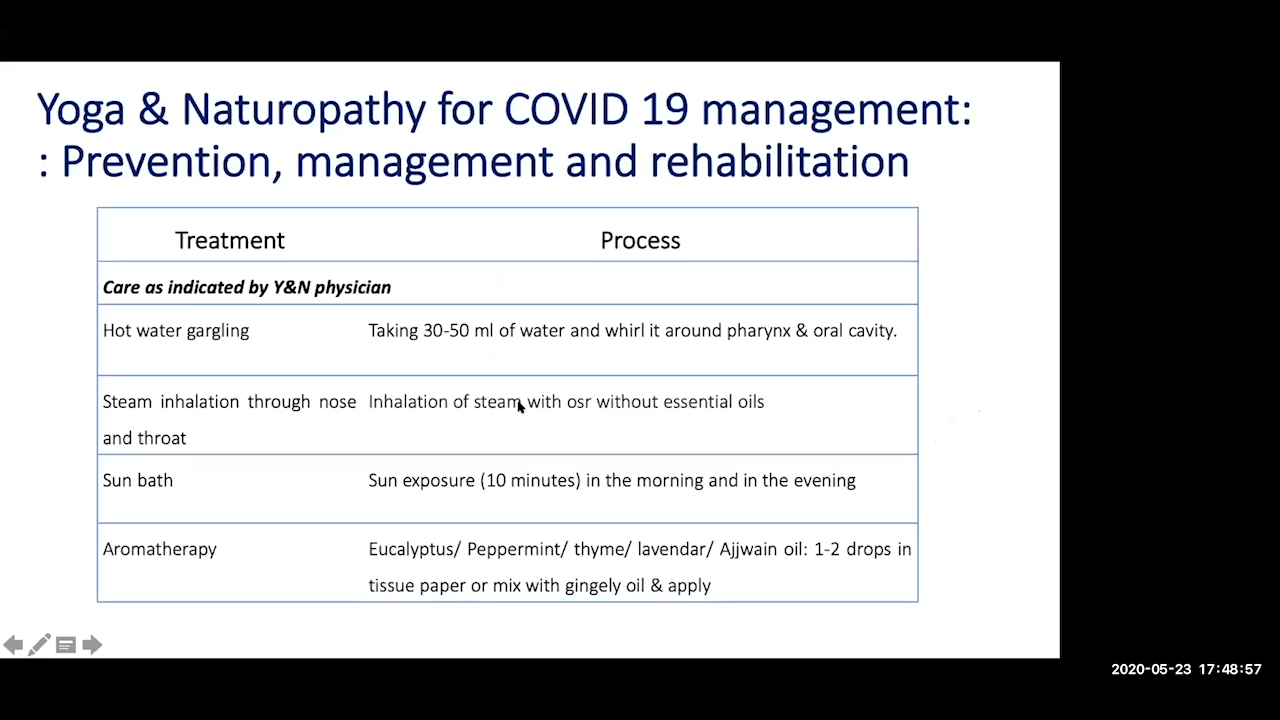 Yoga & Naturopathy for COVID 19 management:
: Prevention, management and rehabilitation
Treatment Process
Care as indicated by Y&N physician
Hot water gargling Taking 30-50 ml of water and whirl it around pharynx & oral cavity.
Steam inhalation through nose Inhalation of steam with osr without essential oils
and throat
Sun bath Sun exposure (10 minutes) in the morning and in the evening
Aromatherapy Eucalyptus/ Peppermint/ thyme/ lavendar/ Ajjwain oil: 1-2 drops in
tissue paper or mix with gingely oil & apply
2020-05-23 17:48:57